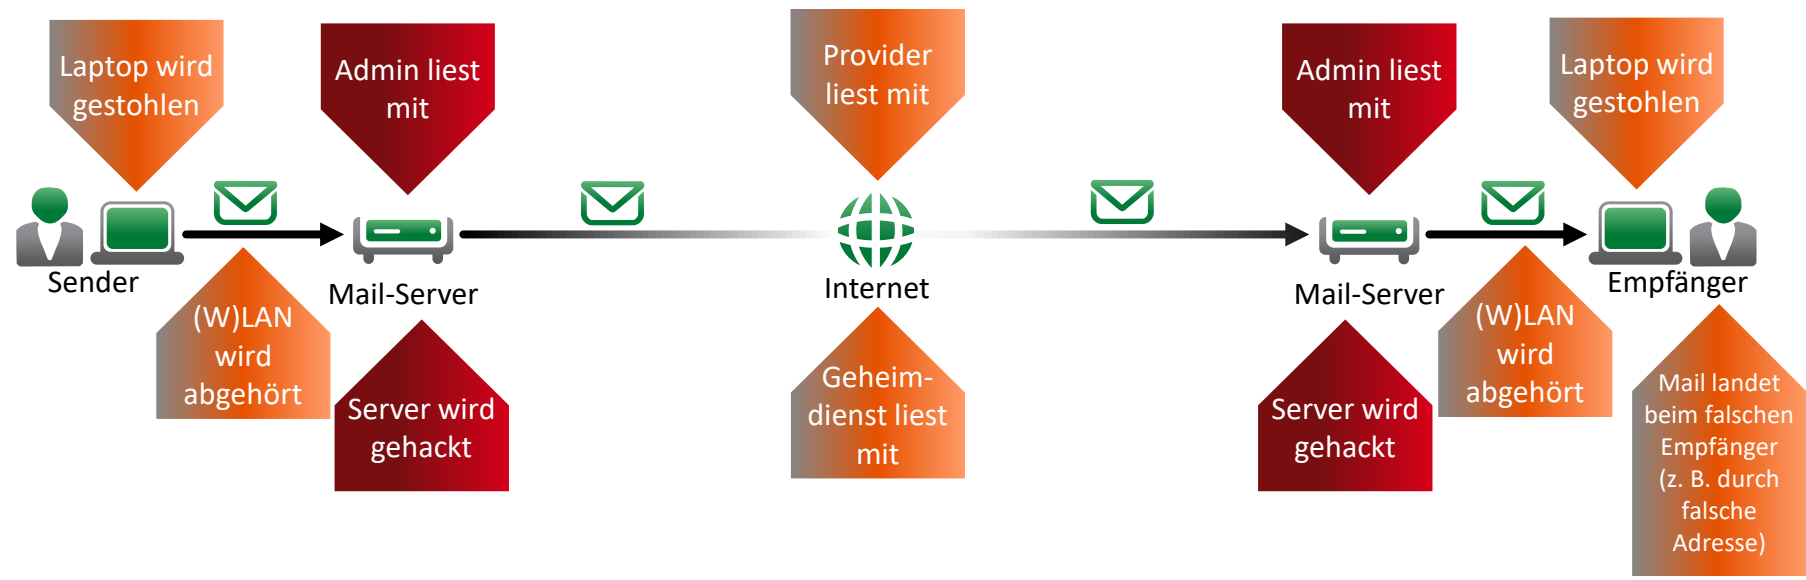 Laptop wird
gestohlen
Admin liest
mit
Provider
liest mit
Admin liest
mit
Laptop wird
gestohlen
Sender
Mail-Server
Internet
Mail-Server
Empfänger
(W)LAN
wird
abgehört
Server wird
gehackt
Geheim-
dienst liest
mit
Server wird
gehackt
(W)LAN
wird
abgehört
Mail landet
beim falschen
Empfänger
(z. B. durch
falsche
Adresse)